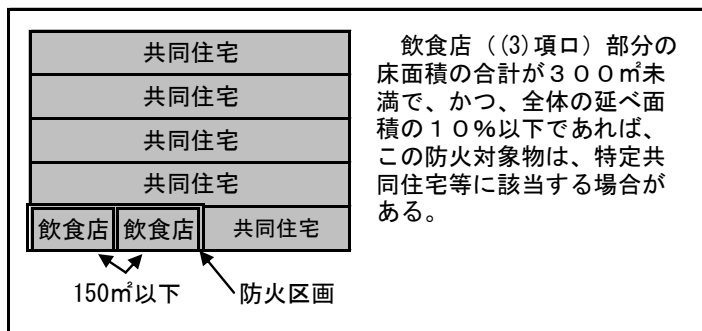 共同住宅
共同住宅
共同住宅
共同住宅
飲食店 飲食店 共同住宅
150㎡以下 防火区画
飲食店（(3)項ロ）部分の
床面積の合計が３００㎡未
満で、かつ、全体の延べ面
積の１０％以下であれば、
この防火対象物は、特定共
同住宅等に該当する場合が
ある。